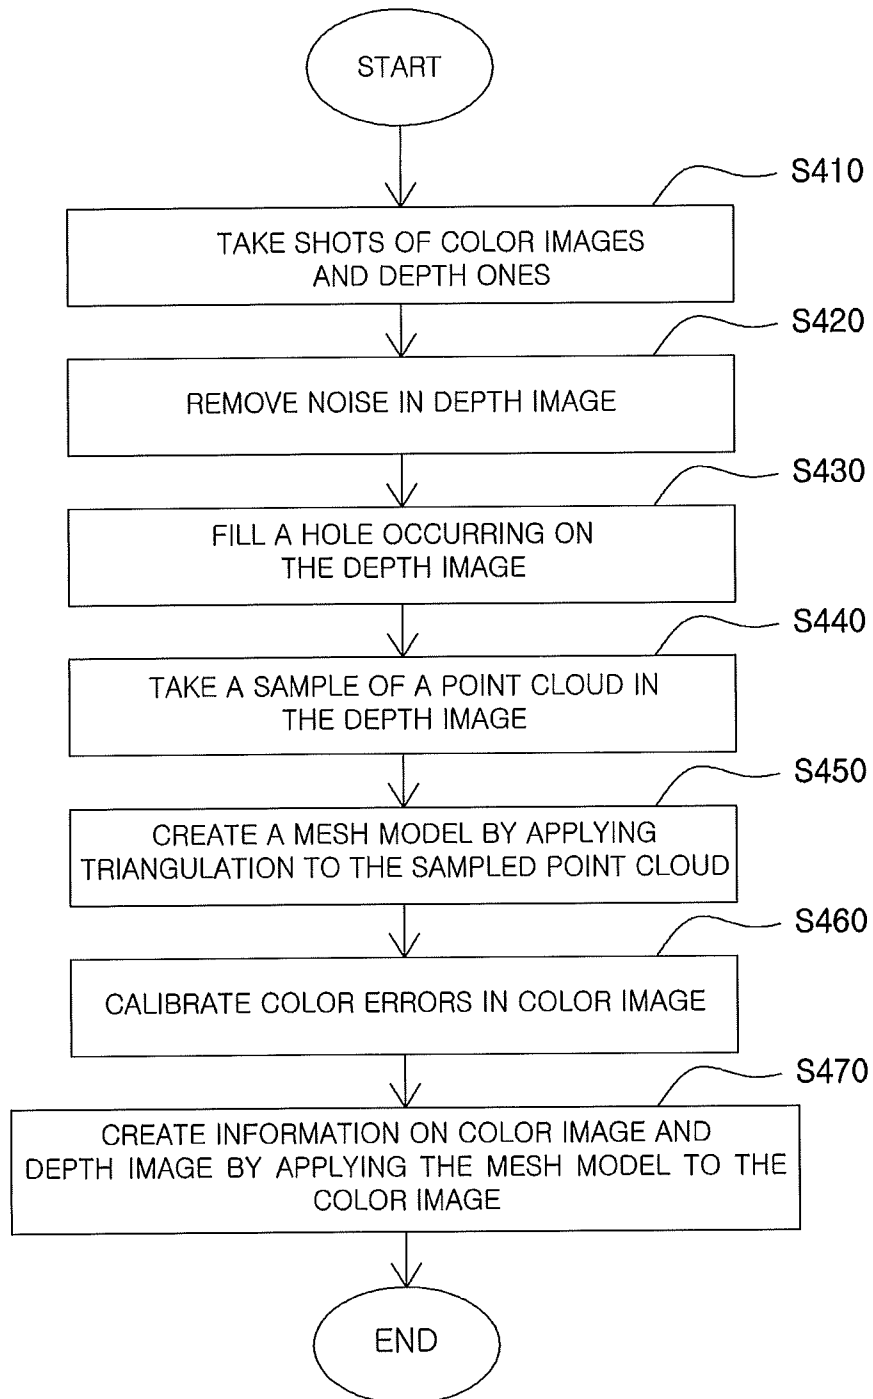 START
S410
TAKE SHOTS OF COLOR IMAGES
AND DEPTH ONES
S420
REMOVE NOISE IN DEPTH IMAGE
S430
FILL A HOLE OCCURRING ON
THE DEPTH IMAGE
S440
TAKE A SAMPLE OF A POINT CLOUD IN
THE DEPTH IMAGE
S450
CREATE A MESH MODEL BY APPLYING
TRIANGULATION TO THE SAMPLED POINT CLOUD
S460
CALIBRATE COLOR ERRORS IN COLOR IMAGE
S470
CREATE INFORMATION ON COLOR IMAGE AND
DEPTH IMAGE BY APPLYING THE MESH MODEL TO THE
COLOR IMAGE
END